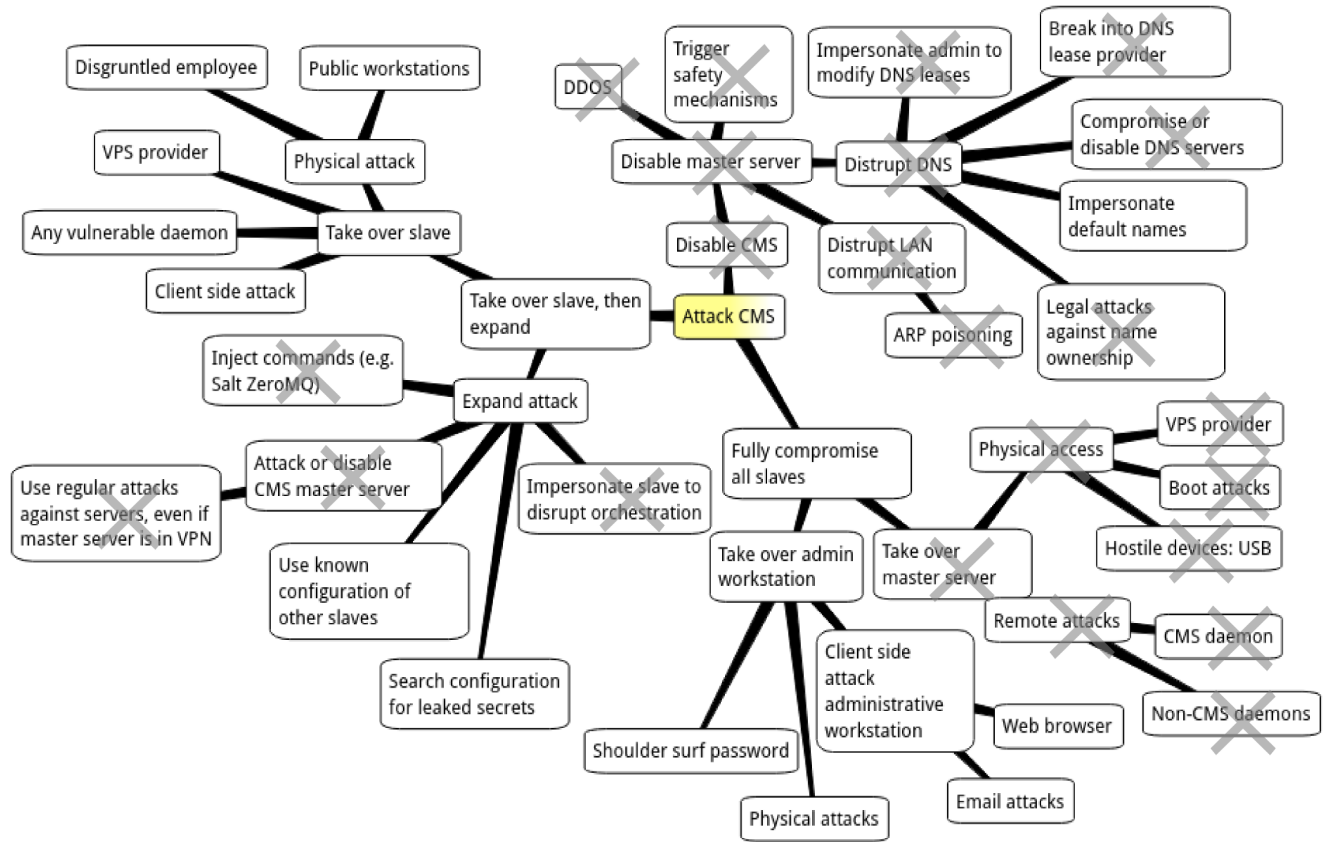 Disgruntled employee
Public workstations
VPS provider
Physical attack
Any vulnerable daemon
Take over slave
Client side attack
Take over slave, then
expand
Inject commands (e.g.
Salt ZeroMQ)
Expand attack
Attack or disable
CMS master server
Use regular attacks
against servers, even if
master server is in VPN
Impersonate slave to
disrupt orchestration
Use known
configuration of
other slaves
Search configuration
for leaked secrets
DDOS
Trigger
safety
mechanisms
Impersonate admin to
modify DNS leases
Break into DNS
lease provider
Disable master server
Distrupt DNS
Compromise or
disable DNS servers
Impersonate
default names
Disable CMS
Distrupt LAN
communication
Attack CMS
ARP poisoning
Legal attacks
against name
ownership
Fully compromise
all slaves
Physical access
VPS provider
Boot attacks
Hostile devices: USB
Take over admin
workstation
Take over
master server
Remote attacks
CMS daemon
Non-CMS daemons
Client side
attack
administrative
workstation
Web browser
Shoulder surf password
Email attacks
Physical attacks